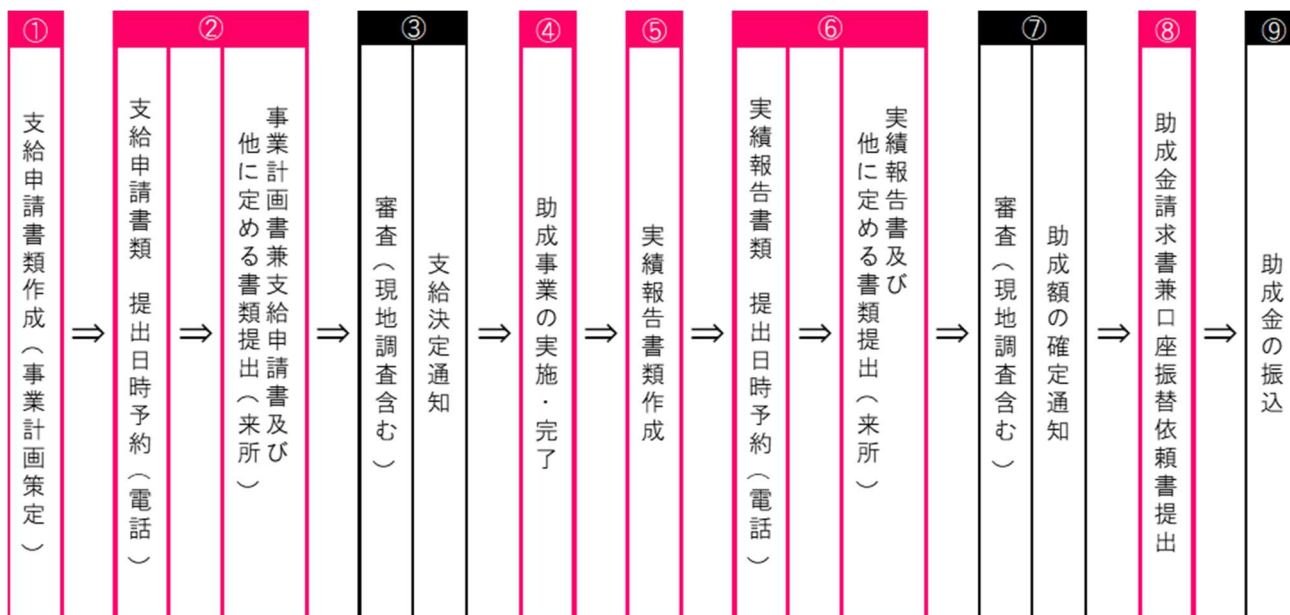 ①
支給申請書類作成（事業計画策定）
⇒
②
支給申請書類　提出日時予約（電話）
⇒
事業計画書兼支給申請書及び
他に定める書類提出（来所）
⇒
③
審査（現地調査含む）
支給決定通知
⇒
④
助成事業の実施・完了
⇒
⑤
実績報告書類作成
⇒
⑥
実績報告書類　提出日時予約（電話）
⇒
実績報告書及び
他に定める書類提出（来所）
⇒
⑦
審査（現地調査含む）
助成額の確定通知
⇒
⑧
助成金請求書兼口座振替依頼書提出
⇒
⑨
助成金の振込